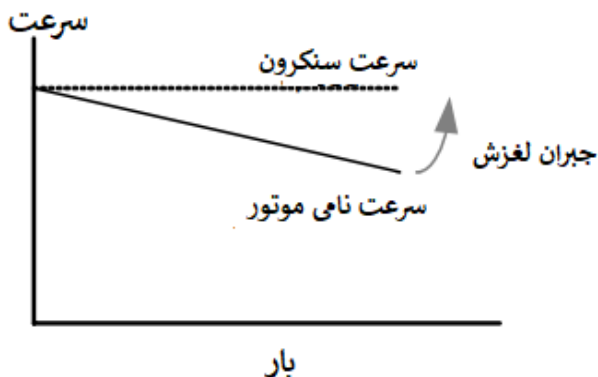 سرعت
سرعت سنکرون
جبران لغزش
سرعت نامی موتور
بار